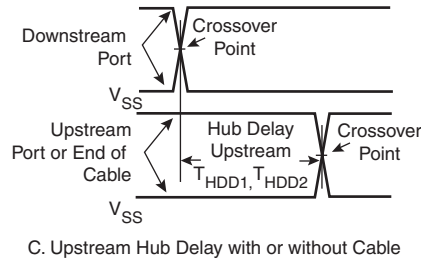 Downstream
Port
Crossover
Point
VSS
Upstream
Port or End of
Cable
Hub Delay
Upstream
THDD1, THDD2
Crossover
Point
VSS
C. Upstream Hub Delay with or without Cable